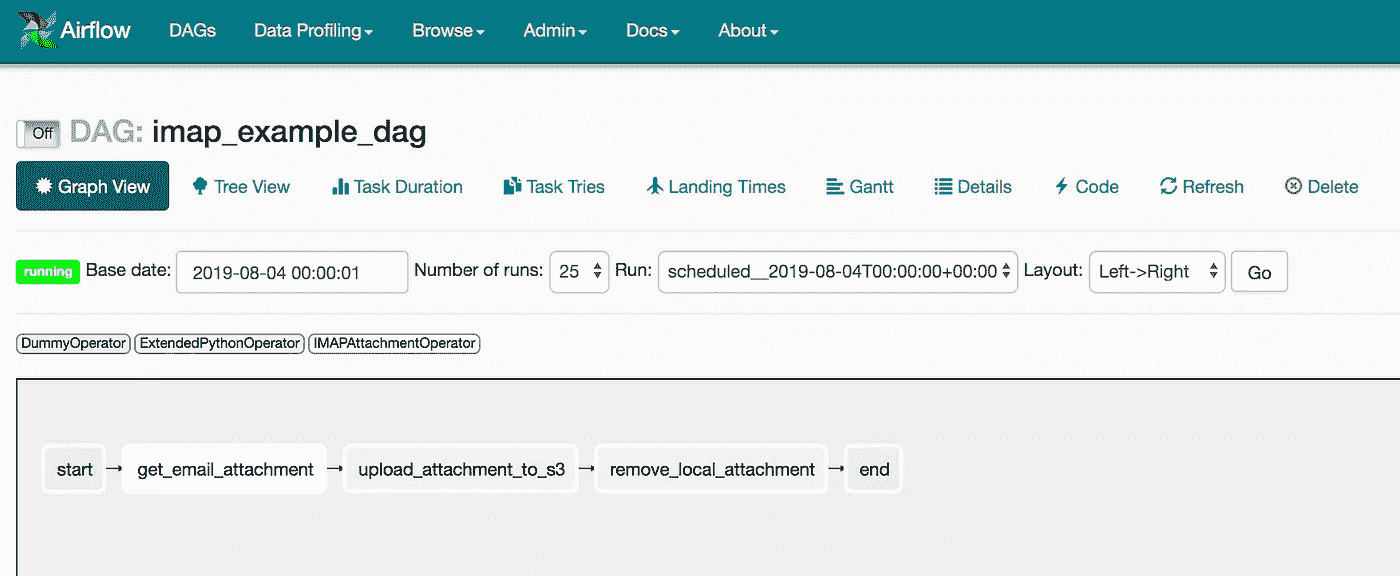 Airflow DAGs Data Profiling Browse Admin Docs About
Off DAG: imap_example_dag
Graph View Tree View Task Duration Task Tries Landing Times Gantt Details Code Refresh Delete
running Base date: 2019-08-04 00:00:01 Number of runs: 25 Run: scheduled__2019-08-04T00:00:00+00:00 Layout: Left->Right Go
DummyOperator ExtendedPythonOperator IMAPAttachmentOperator
start get_email_attachment upload_attachment_to_s3 remove_local_attachment end